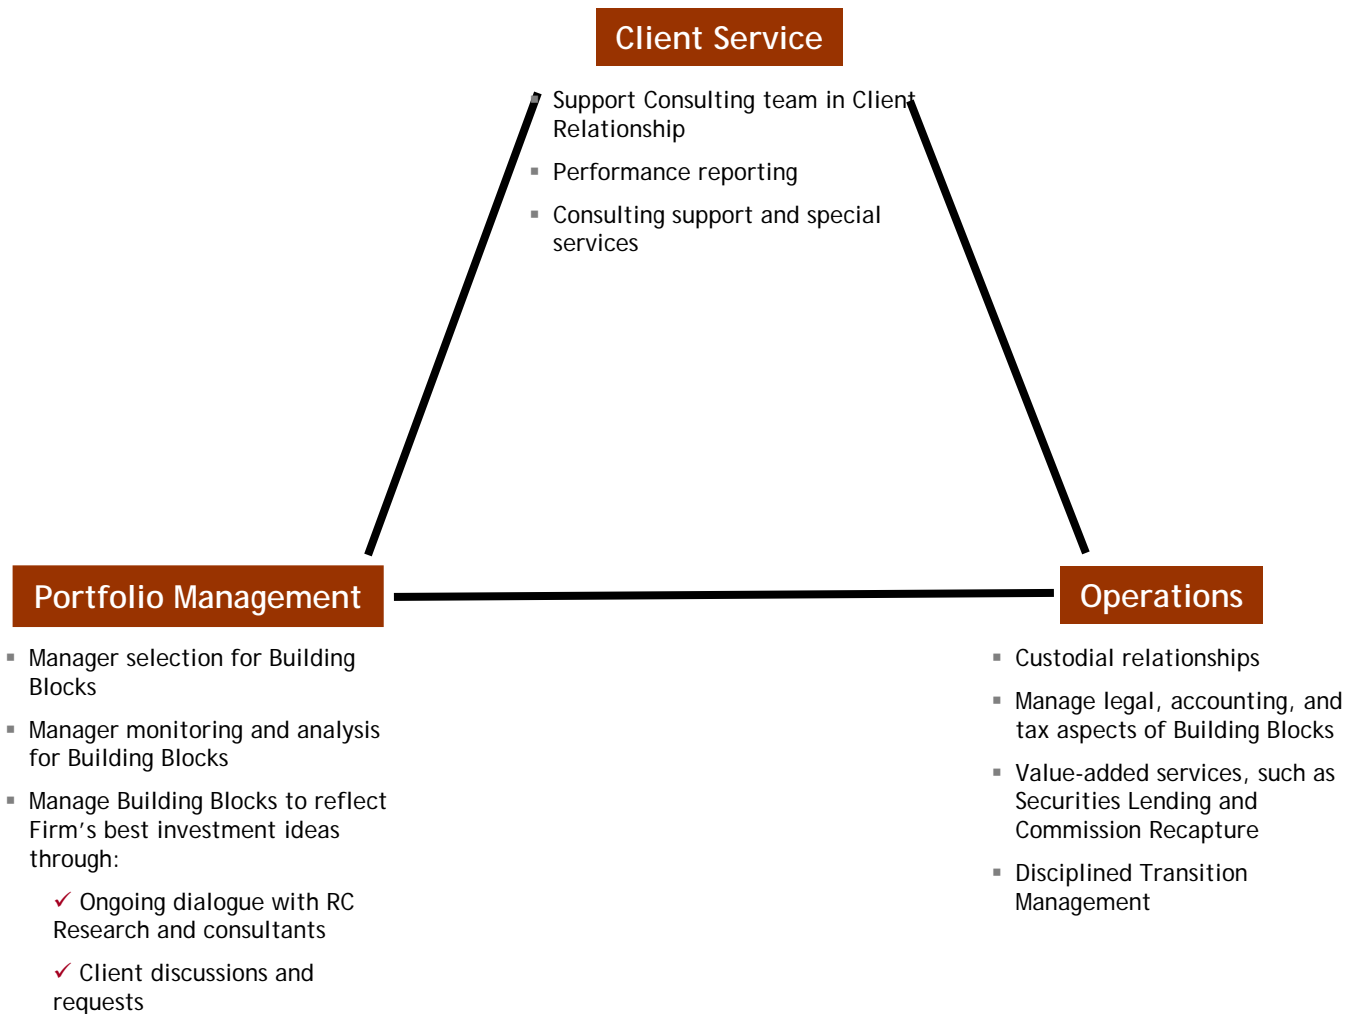 Client Service
▪ Support Consulting team in Client
Relationship
▪ Performance reporting
▪ Consulting support and special
services
Portfolio Management
▪ Manager selection for Building
Blocks
▪ Manager monitoring and analysis
for Building Blocks
▪ Manage Building Blocks to reflect
Firm’s best investment ideas
through:
✓ Ongoing dialogue with RC
Research and consultants
✓ Client discussions and
requests
Operations
▪ Custodial relationships
▪ Manage legal, accounting, and
tax aspects of Building Blocks
▪ Value-added services, such as
Securities Lending and
Commission Recapture
▪ Disciplined Transition
Management